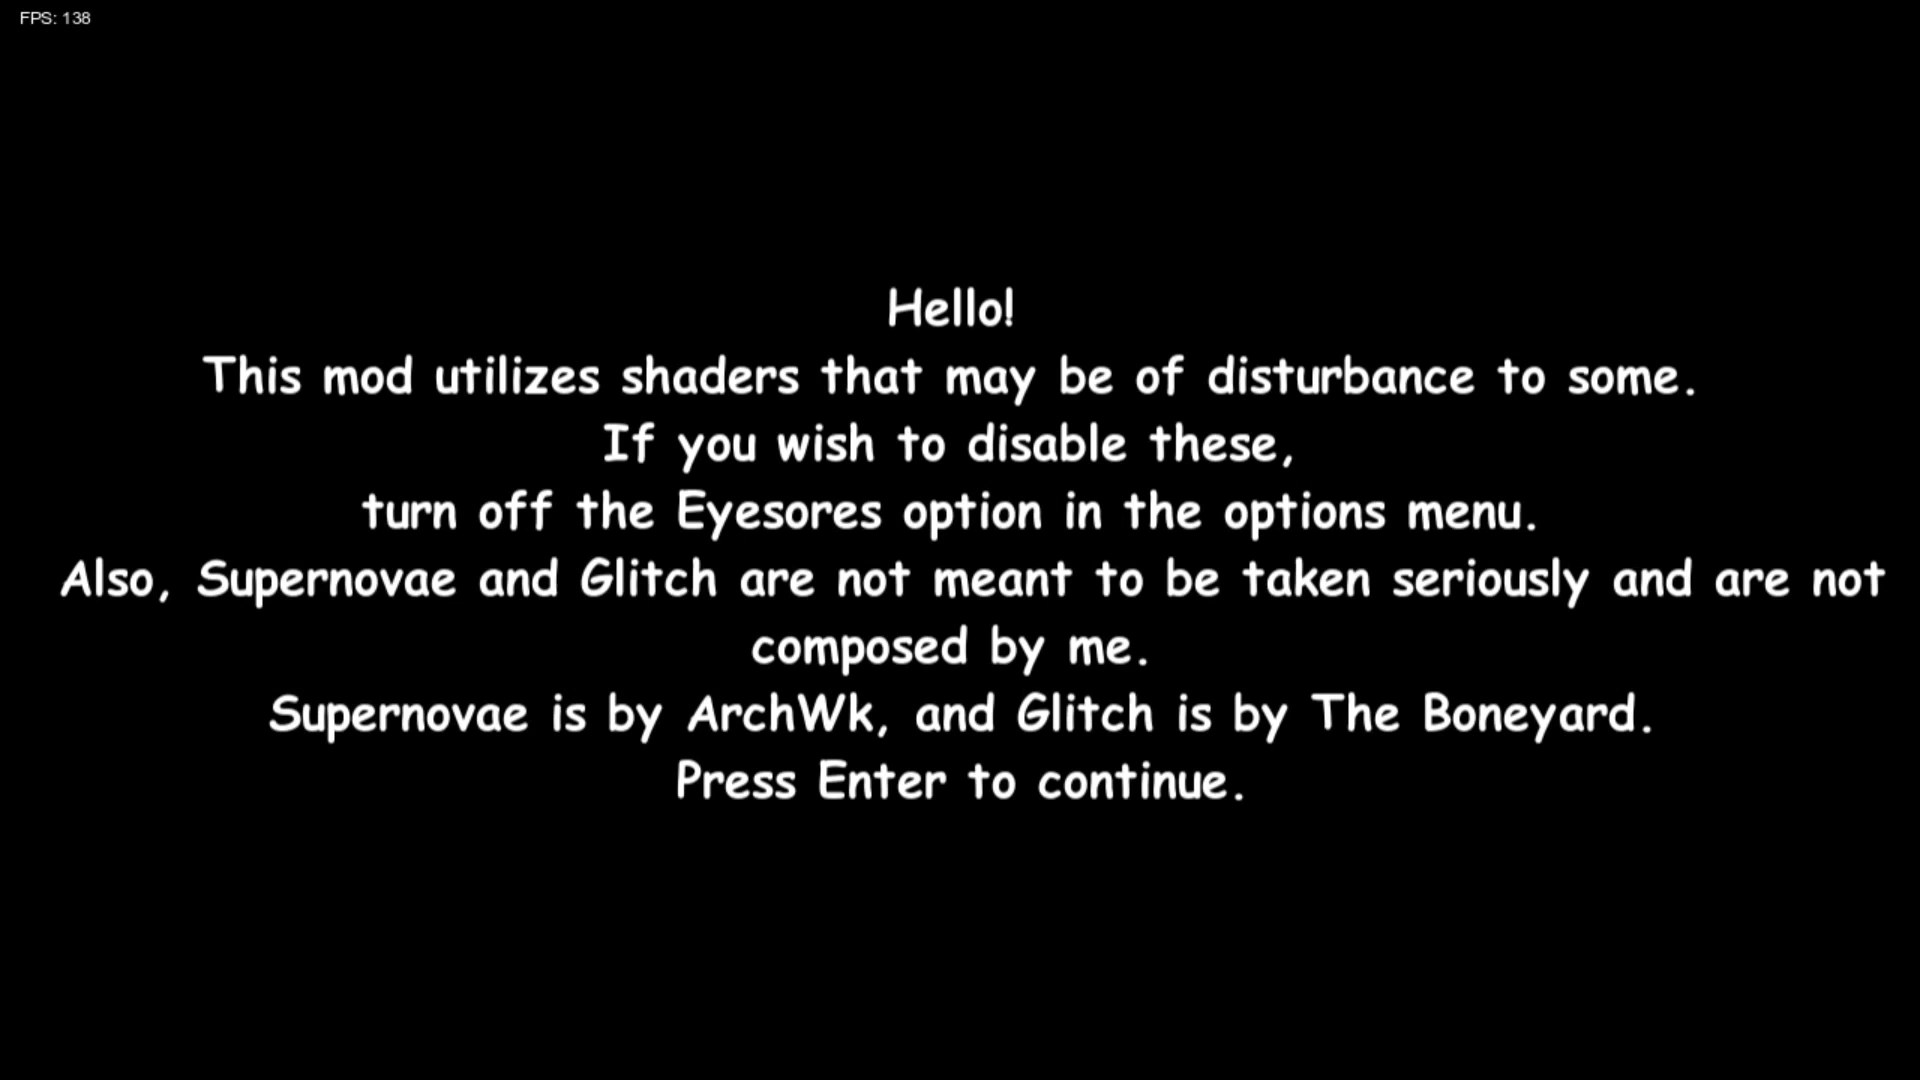 FPS: 138
Hello!
This mod utilizes shaders that may be of disturbance to some.
If you wish to disable these,
turn off the Eyesores option in the options menu.
Also, Supernovae and Glitch are not meant to be taken seriously and are not
composed by me.
Supernovae is by ArchWk, and Glitch is by The Boneyard.
Press Enter to continue.